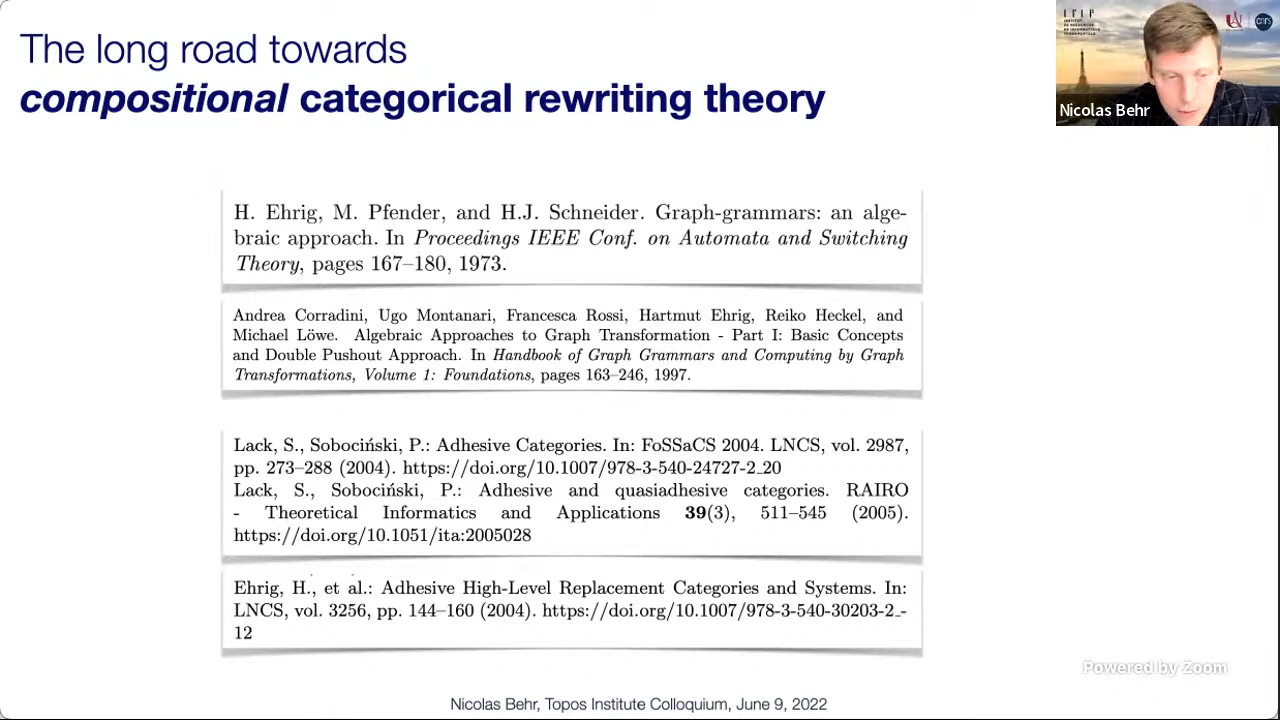 The long road towards
compositional categorical rewriting theory
Nicolas Behr
H. Ehrig, M. Pfender, and H.J. Schneider. Graph-grammars: an alge-
braic approach. In Proceedings IEEE Conf. on Automata and Switching
Theory, pages 167–180, 1973.
Andrea Corradini, Ugo Montanari, Francesca Rossi, Hartmut Ehrig, Reiko Heckel, and
Michael Löwe. Algebraic Approaches to Graph Transformation - Part I: Basic Concepts
and Double Pushout Approach. In Handbook of Graph Grammars and Computing by Graph
Transformations, Volume 1: Foundations, pages 163–246, 1997.
Lack, S., Sobociński, P.: Adhesive Categories. In: FoSSaCS 2004. LNCS, vol. 2987,
pp. 273–288 (2004). https://doi.org/10.1007/978-3-540-24727-2_20
Lack, S., Sobociński, P.: Adhesive and quasiadhesive categories. RAIRO
- Theoretical Informatics and Applications 39(3), 511–545 (2005).
https://doi.org/10.1051/ita:2005028
Ehrig, H., et al.: Adhesive High-Level Replacement Categories and Systems. In:
LNCS, vol. 3256, pp. 144–160 (2004). https://doi.org/10.1007/978-3-540-30203-2_-
12
Powered by Zoom
Nicolas Behr, Topos Institute Colloquium, June 9, 2022